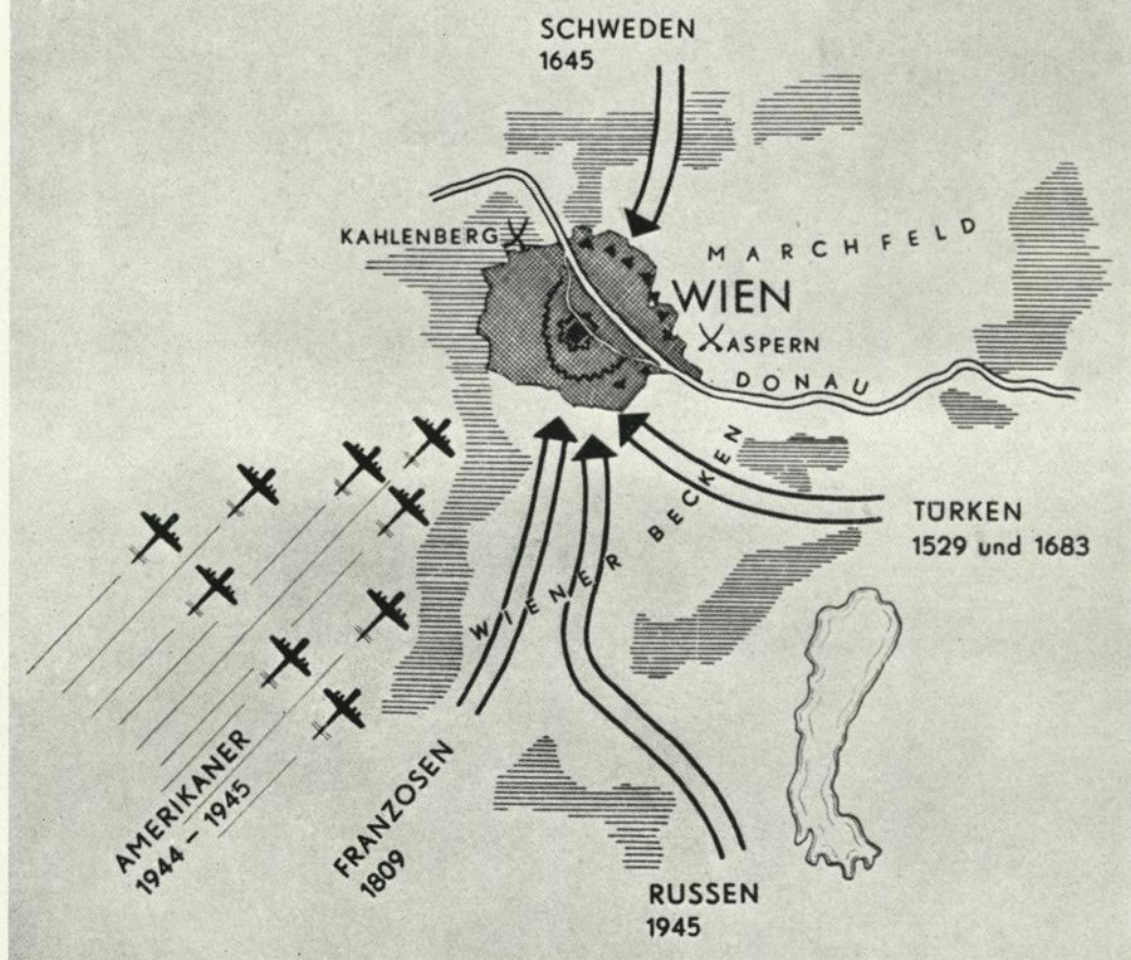 SCHWEDEN
1645
KAHLENBERG
MARCHFELD
WIEN
ASPERN
DONAU
WIENER BECKEN
TÜRKEN
1529 und 1683
AMERIKANER
1944 – 1945
FRANZOSEN
1809
RUSSEN
1945